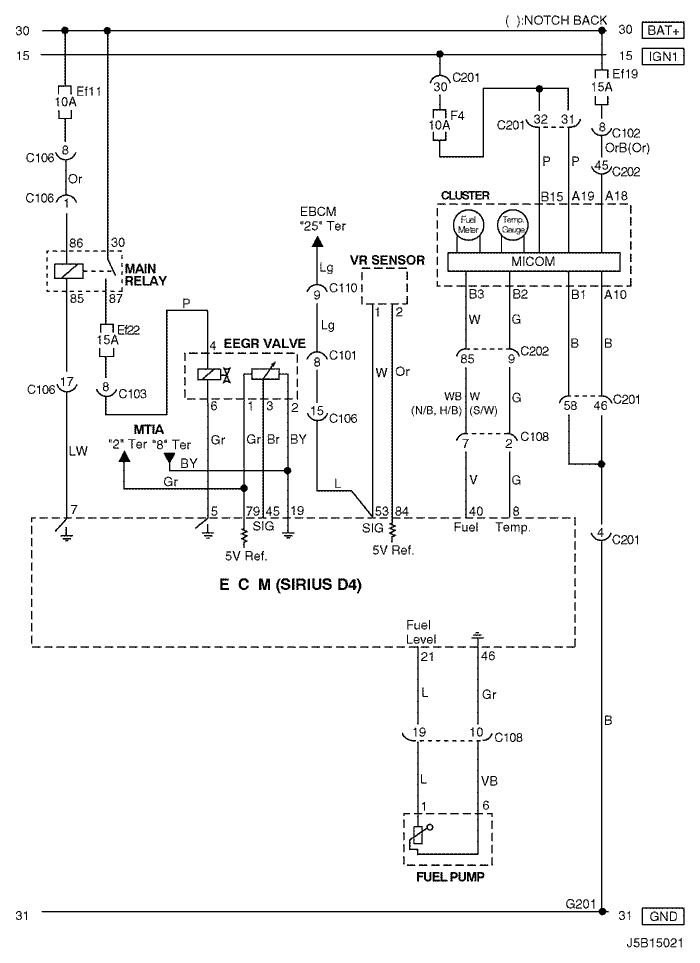 ( ):NOTCH BACK
30 30 BAT+
15 15 IGN1
Ef11
10A
C201
30
Ef19
15A
F4
10A
C201 32 31
8 C102
OrB(Or)
C106 8
45 C202
Or
P P
C106 1
CLUSTER B15 A19 A18
EBCM
"25" Ter
Fuel Meter
Temp. Gauge
86 30
MICOM
Lg
VR SENSOR
MAIN RELAY
85 87
9 C110
B3 B2 B1 A10
P
1 2
Lg
W G
Ef22
15A
4 EEGR VALVE
B B
8 C101
85 9 C202
C106 17
8 C103
W Or
6 1 3 2
15 C106
WB (N/B, H/B)
W (S/W)
G
58 46 C201
MTIA
"2" Ter "8" Ter
LW
Gr Gr Br BY
7 2 C108
BY
Gr
L
V G
7 5 79 45 19 53 84 40 8
SIG SIG Fuel Temp.
5V Ref. 5V Ref.
4 C201
E C M (SIRIUS D4)
Fuel Level
21 46
L Gr
B
19 10 C108
L VB
1 6
FUEL PUMP
G201
31 31 GND
J5B15021